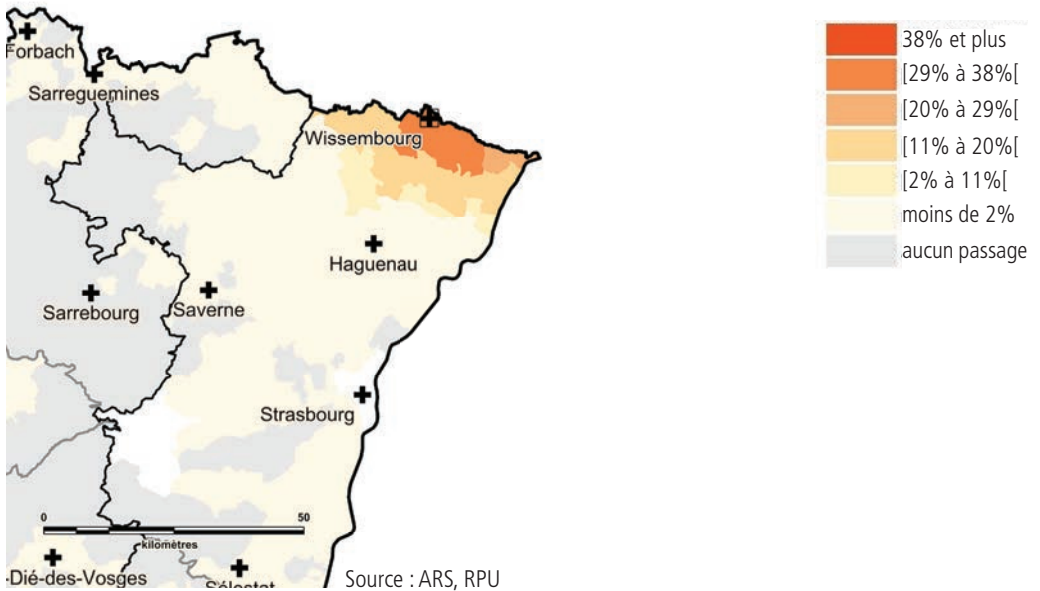 Forbach
Sarreguemines
Wissembourg
Haguenau
Sarrebourg
Saverne
Strasbourg
0 50
kilomètres
-Dié-des-Vosges
Sélestat
Source : ARS, RPU
38% et plus
[29% à 38%[
[20% à 29%[
[11% à 20%[
[2% à 11%[
moins de 2%
aucun passage